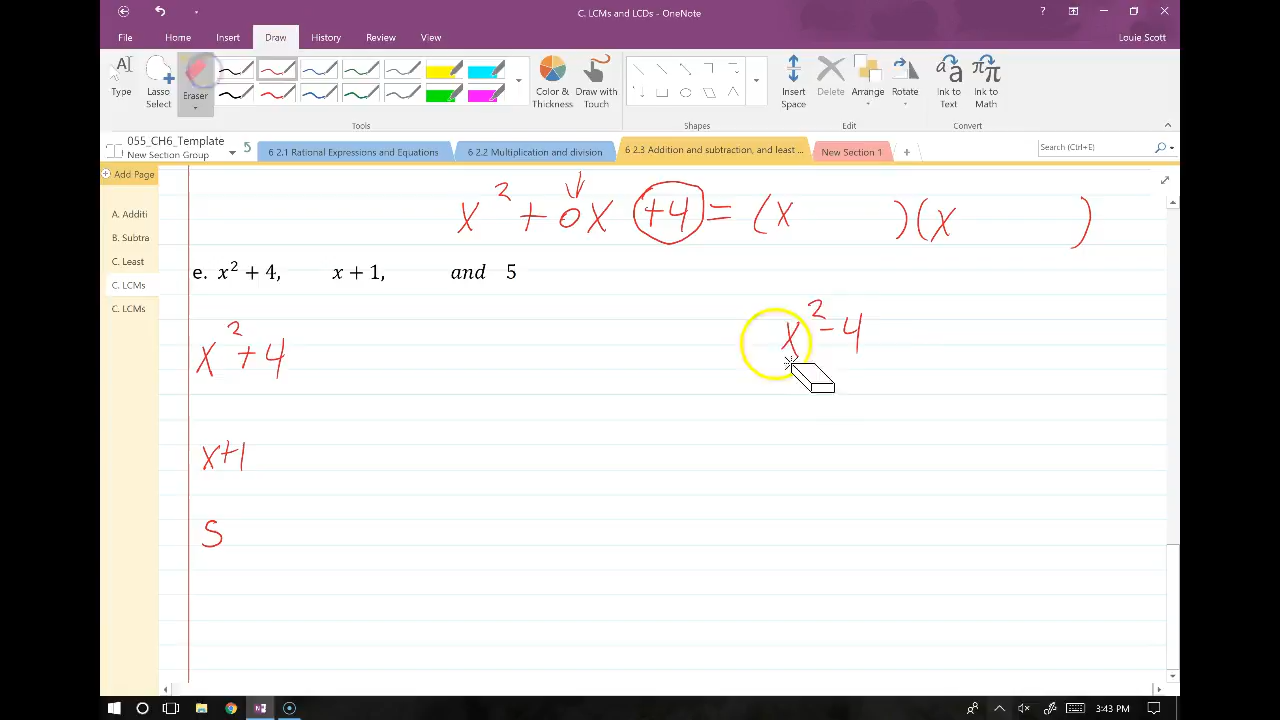 C. LCMs and LCDs - OneNote
? 
File Home Insert Draw History Review View Louie Scott
Type Lasso Select Eraser Color & Thickness Draw with Touch Insert Space Delete Arrange Rotate Ink to Text Ink to Math
Tools Shapes Edit Convert
055_CH6_Template
New Section Group
6 2.1 Rational Expressions and Equations 6 2.2 Multiplication and division 6 2.3 Addition and subtraction, and least ... New Section 1 + Search (Ctrl+E)
Add Page
A. Additi
B. Subtra
C. Least
C. LCMs
C. LCMs
x² + 0x +4 = (x )(x )
e. x² + 4, x + 1, and 5
x² + 4 x² - 4
x+1
5
3:43 PM